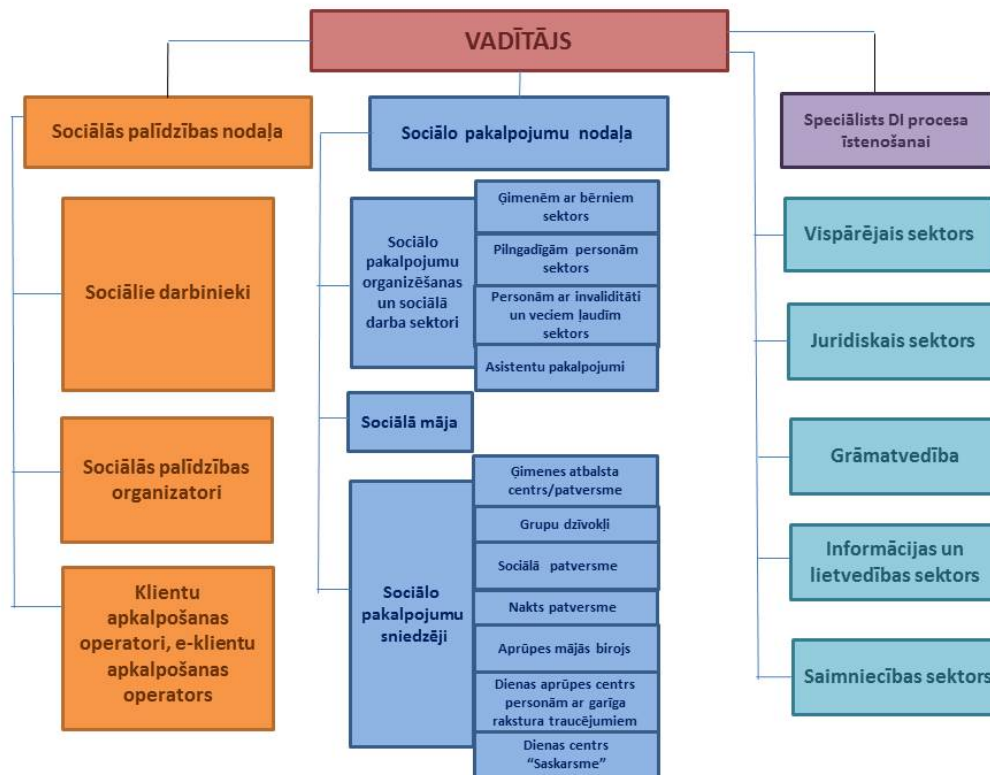 VADĪTĀJS
Sociālās palīdzības nodaļa
Sociālie darbinieki
Sociālās palīdzības
organizatori
Klientu
apkalpošanas
operatori, e-klientu
apkalpošanas
operators
Sociālo pakalpojumu nodaļa
Sociālo
pakalpojumu
organizēšanas
un sociālā
darba sektori
Ģimenēm ar bērniem
sektors
Pilngadīgām personām
sektors
Personām ar invaliditāti
un veciem ļaudīm
sektors
Asistentu pakalpojumi
Sociālā māja
Sociālo
pakalpojumu
sniedzēji
Ģimenes atbalsta
centrs/patversme
Grupu dzīvokļi
Sociālā patversme
Nakts patversme
Aprūpes mājās birojs
Dienas aprūpes centrs
personām ar garīga
rakstura traucējumiem
Dienas centrs
“Saskarsme”
Speciālists DI procesa
īstenošanai
Vispārējais sektors
Juridiskais sektors
Grāmatvedība
Informācijas un
lietvedības sektors
Saimniecības sektors